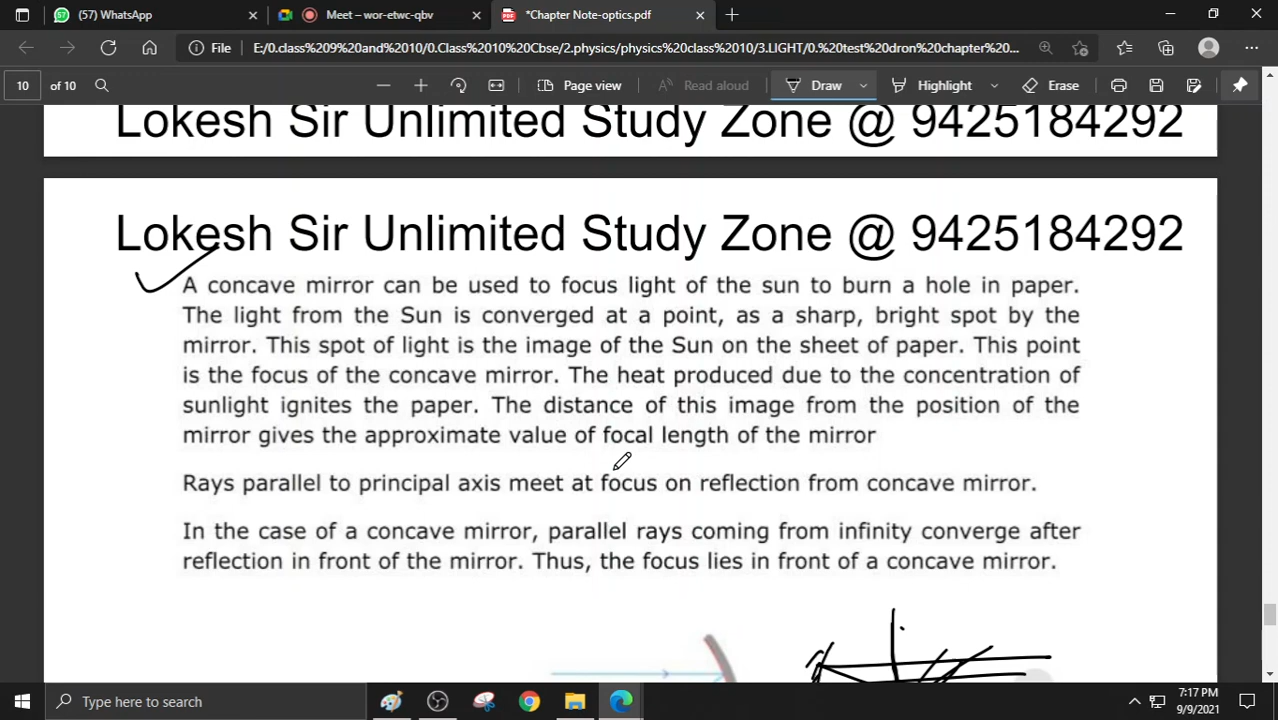 (57) WhatsApp
Meet – wor-etwc-qbv
*Chapter Note-optics.pdf
File
E:/0.class%209%20and%2010/0.Class%2010%20Cbse/2.physics/physics%20class%2010/3.LIGHT/0.%20test%20dron%20chapter%20...
10 of 10
Page view
Read aloud
Draw
Highlight
Erase
Lokesh Sir Unlimited Study Zone @ 9425184292
Lokesh Sir Unlimited Study Zone @ 9425184292
A concave mirror can be used to focus light of the sun to burn a hole in paper.
The light from the Sun is converged at a point, as a sharp, bright spot by the
mirror. This spot of light is the image of the Sun on the sheet of paper. This point
is the focus of the concave mirror. The heat produced due to the concentration of
sunlight ignites the paper. The distance of this image from the position of the
mirror gives the approximate value of focal length of the mirror
Rays parallel to principal axis meet at focus on reflection from concave mirror.
In the case of a concave mirror, parallel rays coming from infinity converge after
reflection in front of the mirror. Thus, the focus lies in front of a concave mirror.
Type here to search
7:17 PM
9/9/2021